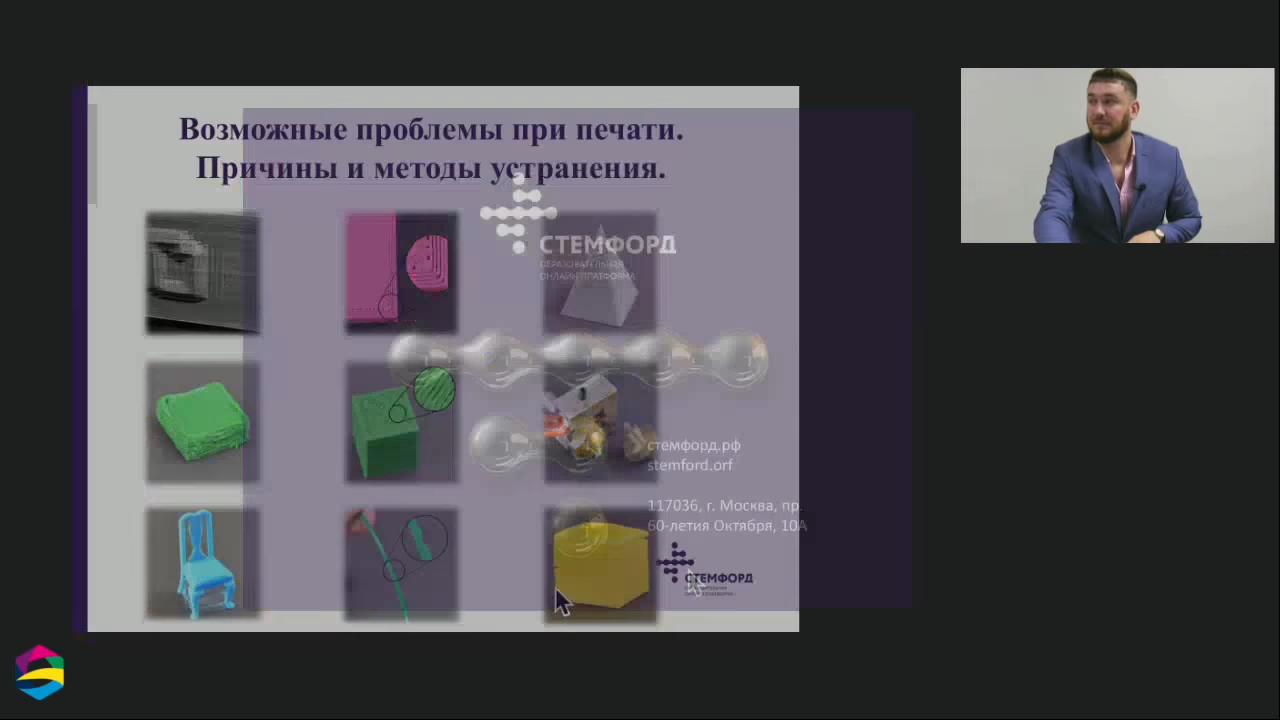 Возможные проблемы при печати.
Причины и методы устранения.
СТЕМФОРД
ОБРАЗОВАТЕЛЬНАЯ
ОНЛАЙН-ПЛАТФОРМА
стемфорд.рф
stemford.orf
117036, г. Москва, пр.
60-летия Октября, 10А
СТЕМФОРД